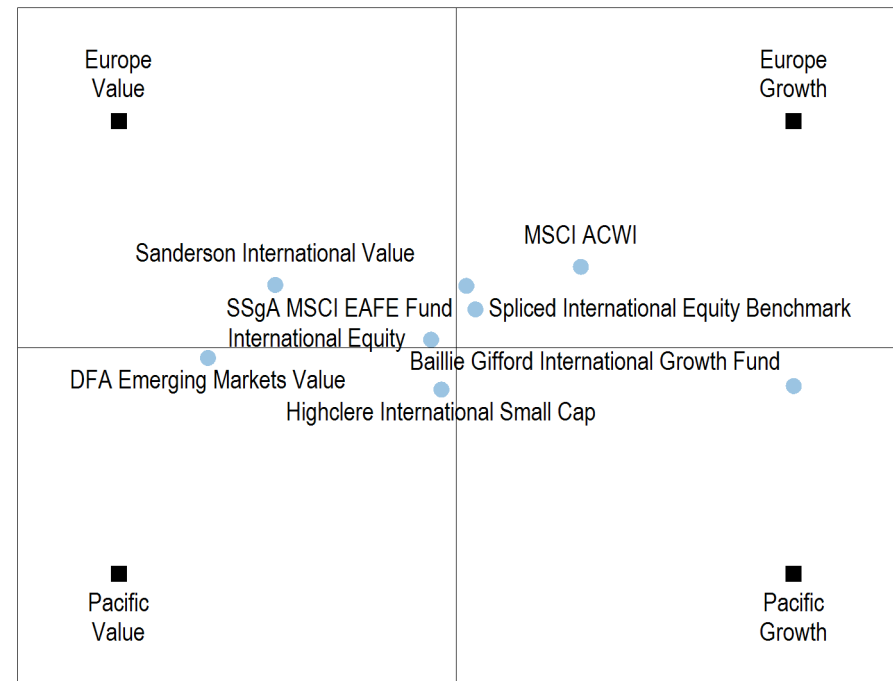 Europe
Value
Europe
Growth
MSCI ACWI
Sanderson International Value
SSgA MSCI EAFE Fund
Spliced International Equity Benchmark
International Equity
Baillie Gifford International Growth Fund
DFA Emerging Markets Value
Highclere International Small Cap
Pacific
Value
Pacific
Growth